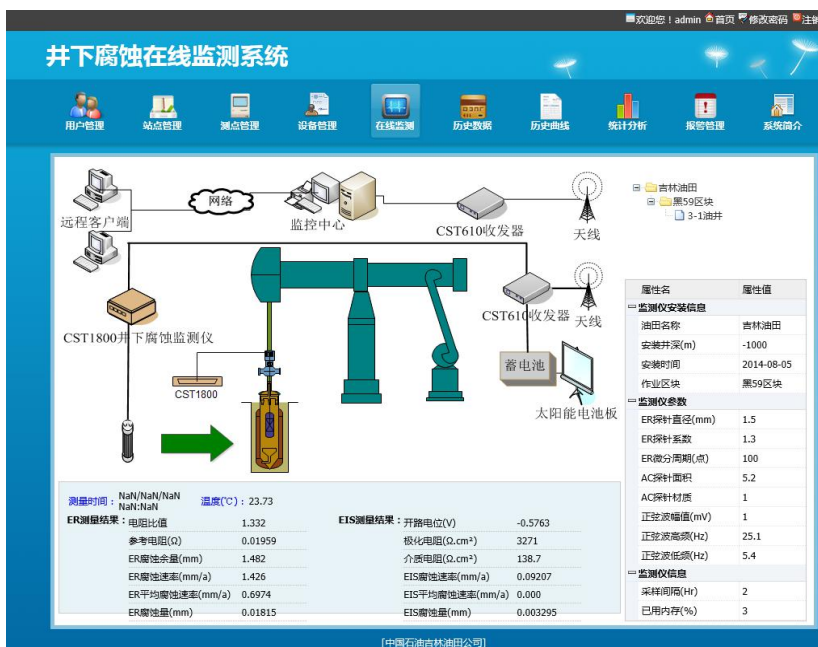 欢迎您！admin 首页 修改密码 注销
井下腐蚀在线监测系统
用户管理 站点管理 测点管理 设备管理 在线监测 历史数据 历史曲线 统计分析 报警管理 系统简介
远程客户端
网络
监控中心
CST610收发器
天线
CST1800井下腐蚀监测仪
CST610收发器
天线
CST1800
蓄电池
太阳能电池板
吉林油田
黑59区块
3-1油井
属性名 属性值
监测仪安装信息
油田名称 吉林油田
安装井深(m) -1000
安装时间 2014-08-05
作业区块 黑59区块
监测仪参数
ER探针直径(mm) 1.5
ER探针系数 1.3
ER微分周期(点) 100
AC探针面积 5.2
AC探针材质 1
正弦波幅值(mV) 1
正弦波高频(Hz) 25.1
正弦波低频(Hz) 5.4
监测仪信息
采样间隔(Hr) 2
已用内存(%) 3
测量时间： NaN/NaN/NaN NaN:NaN 温度(℃)：23.73
ER测量结果：电阻比值 1.332 EIS测量结果：开路电位(V) -0.5763
参考电阻(Ω) 0.01959 极化电阻(Ω.cm²) 3271
ER腐蚀余量(mm) 1.482 介质电阻(Ω.cm²) 138.7
ER腐蚀速率(mm/a) 1.426 EIS腐蚀速率(mm/a) 0.09207
ER平均腐蚀速率(mm/a) 0.6974 EIS平均腐蚀速率(mm/a) 0.000
ER腐蚀量(mm) 0.01815 EIS腐蚀量(mm) 0.003295
[中国石油吉林油田公司]